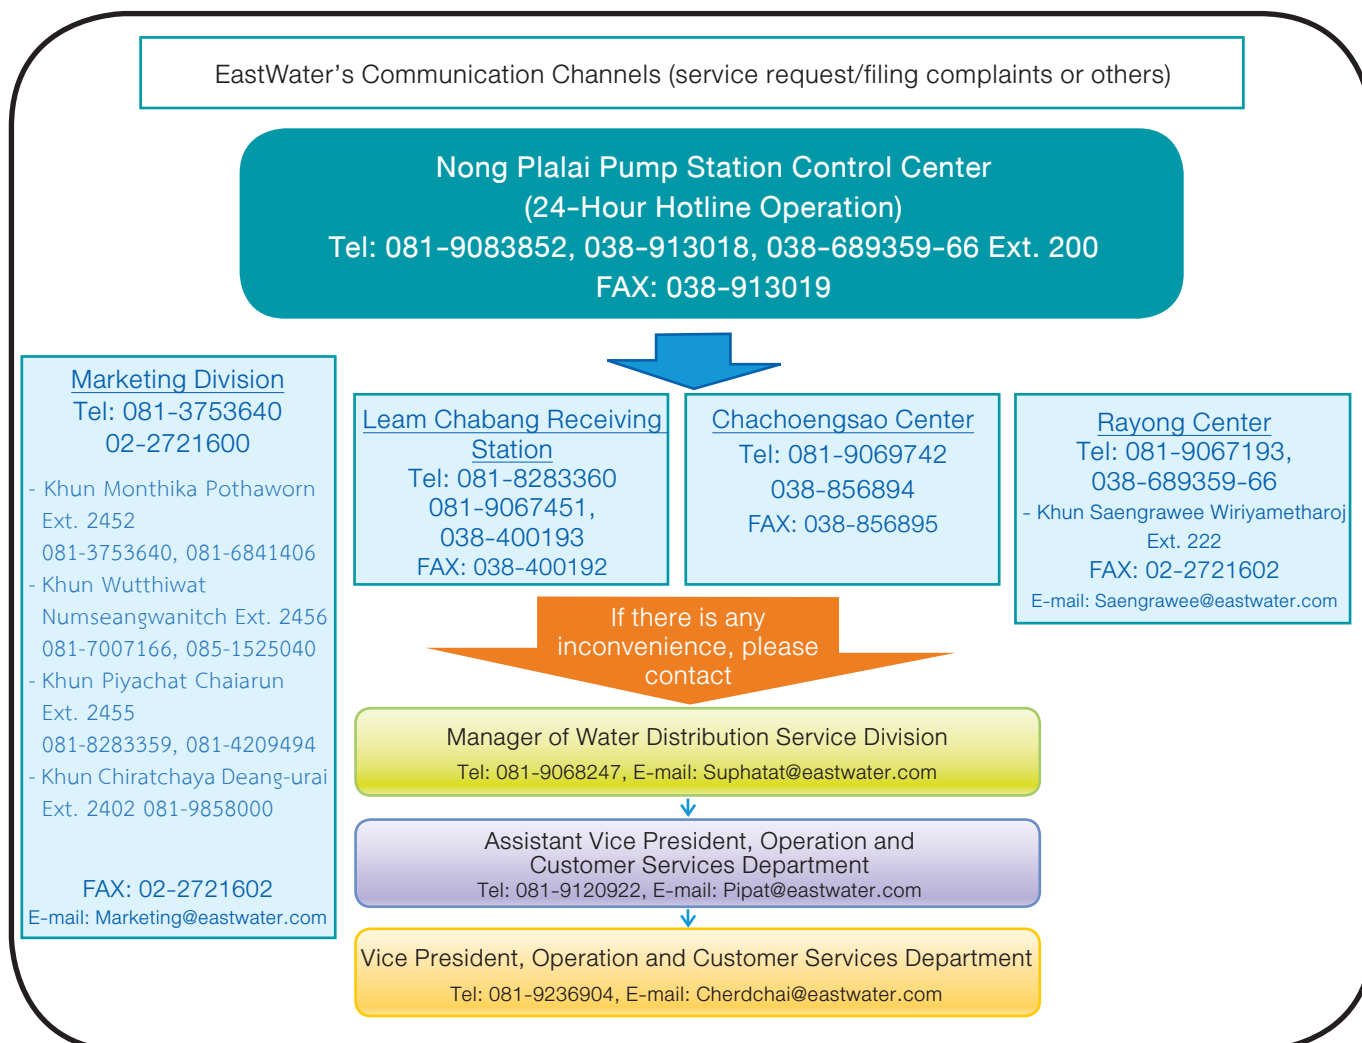 EastWater’s Communication Channels (service request/filing complaints or others)
Nong Plalai Pump Station Control Center
(24-Hour Hotline Operation)
Tel: 081-9083852, 038-913018, 038-689359-66 Ext. 200
FAX: 038-913019
Marketing Division
Tel: 081-3753640
02-2721600
- Khun Monthika Pothaworn
Ext. 2452
081-3753640, 081-6841406
- Khun Wutthiwat
Numseangwanitch Ext. 2456
081-7007166, 085-1525040
- Khun Piyachat Chaiarun
Ext. 2455
081-8283359, 081-4209494
- Khun Chiratchaya Deang-urai
Ext. 2402 081-9858000
FAX: 02-2721602
E-mail: Marketing@eastwater.com
Leam Chabang Receiving
Station
Tel: 081-8283360
081-9067451,
038-400193
FAX: 038-400192
Chachoengsao Center
Tel: 081-9069742
038-856894
FAX: 038-856895
Rayong Center
Tel: 081-9067193,
038-689359-66
- Khun Saengrawee Wiriyametharoj
Ext. 222
FAX: 02-2721602
E-mail: Saengrawee@eastwater.com
If there is any
inconvenience, please
contact
Manager of Water Distribution Service Division
Tel: 081-9068247, E-mail: Suphatat@eastwater.com
Assistant Vice President, Operation and
Customer Services Department
Tel: 081-9120922, E-mail: Pipat@eastwater.com
Vice President, Operation and Customer Services Department
Tel: 081-9236904, E-mail: Cherdchai@eastwater.com